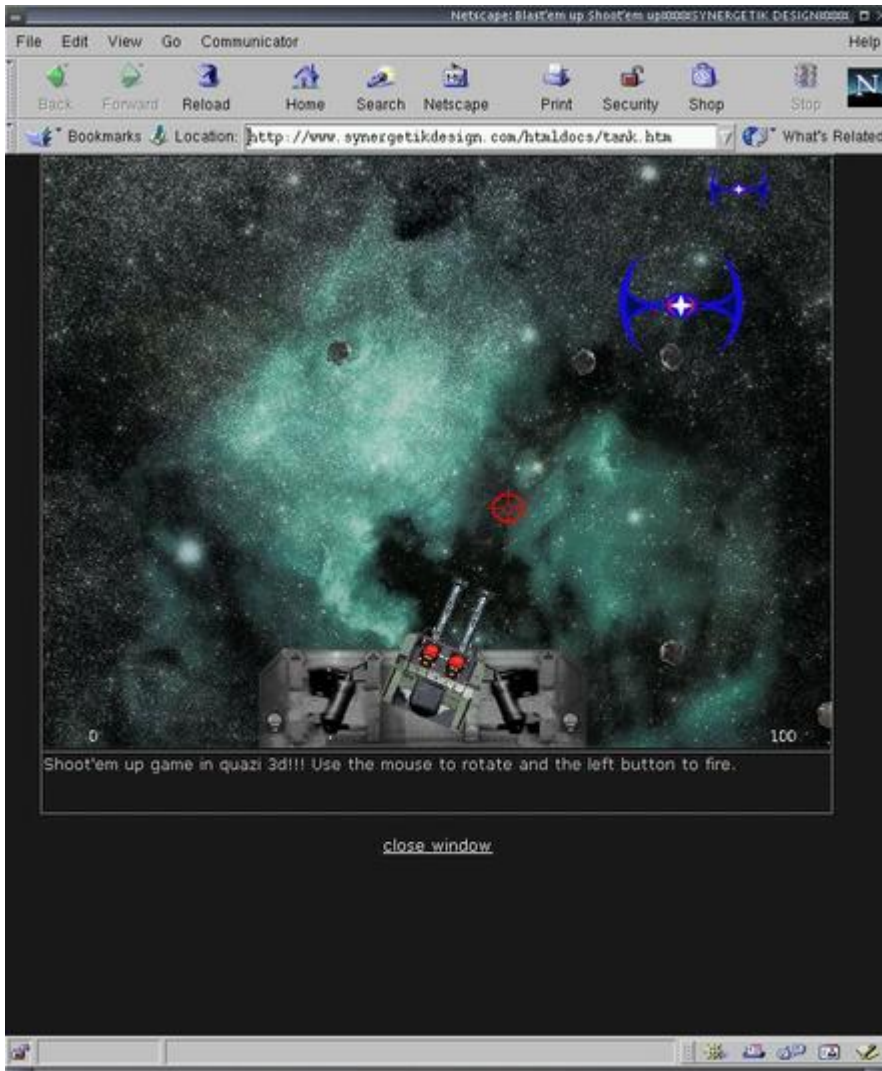 Netscape: Blast'em up Shoot'em up SYNERGETIK DESIGN
File Edit View Go Communicator Help
Back Forward Reload Home Search Netscape Print Security Shop Stop N
Bookmarks Location: http://www.synergetikdesign.com/htmldocs/tank.htm What's Related
0 100
Shoot'em up game in quazi 3d!!! Use the mouse to rotate and the left button to fire.
close window